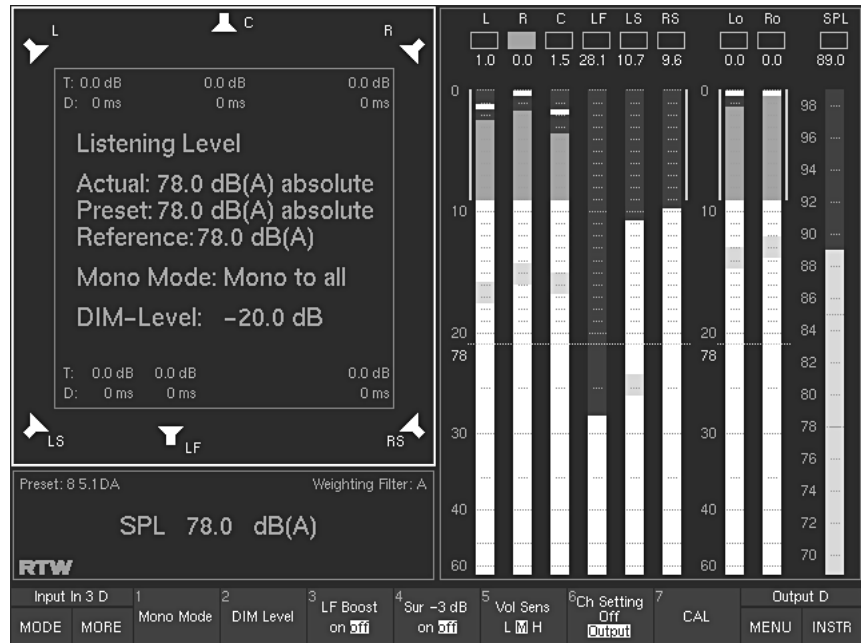 L C R
T: 0.0 dB 0.0 dB 0.0 dB
D: 0 ms 0 ms 0 ms
Listening Level
Actual: 78.0 dB(A) absolute
Preset: 78.0 dB(A) absolute
Reference: 78.0 dB(A)
Mono Mode: Mono to all
DIM-Level: -20.0 dB
T: 0.0 dB 0.0 dB 0.0 dB
D: 0 ms 0 ms 0 ms
LS LF RS
Preset: 8 5.1DA Weighting Filter: A
SPL 78.0 dB(A)
RTW
L R C LF LS RS Lo Ro SPL
1.0 0.0 1.5 28.1 10.7 9.6 0.0 0.0 89.0
0 0
98
96
94
92
10 10
90
88
86
20 20 84
78 78
82
80
30 30 78
76
74
40 40
72
70
60 60
Input In 3 D
MODE MORE
1 Mono Mode
2 DIM Level
3 LF Boost
on off
4 Sur -3 dB
on off
5 Vol Sens
L M H
6 Ch Setting
Off
Output
7 CAL
Output D
MENU INSTR